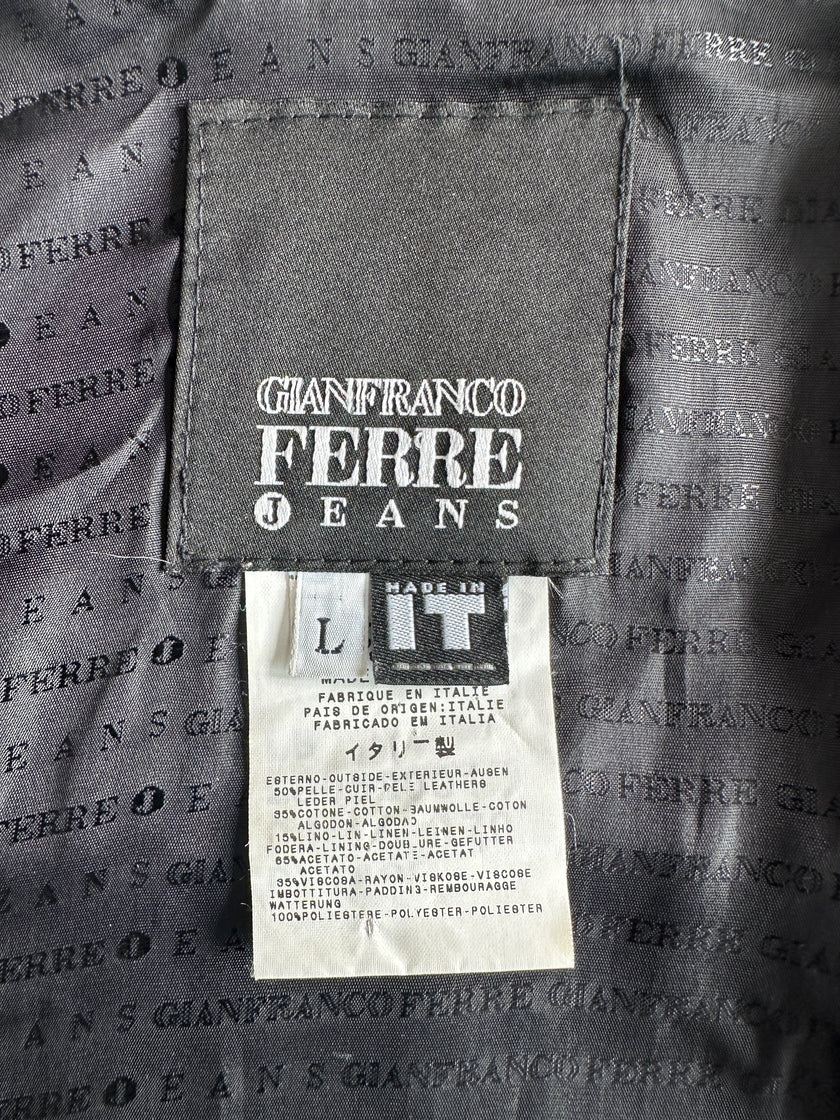 GIANFRANCO
FERRE
JEANS
L
MADE IN
IT
MADE
FABRIQUE EN ITALIE
PAIS DE ORIGEN:ITALIE
FABRICADO EM ITALIA
イタリー製
ESTERNO-OUTSIDE-EXTERIEUR-AUSEN
50%PELLE-CUIR-PELE LEATHERS
LEDER PIEL
35%COTONE-COTTON-BAUMWOLLE-COTON
ALGODON-ALGODAO
15%LINO-LIN-LINEN-LEINEN-LINHO
FODERA-LINING-DOUBLURE-GEFUTTER
65%ACETATO-ACETATE-ACETAT
ACETATO
35%VISCOSA-RAYON-VISKOSE-VISCOSE
IMBOTTITURA-PADDING-REMBOURAGGE
WATTERUNG
100%POLIESTERE-POLYESTER-POLIESTER